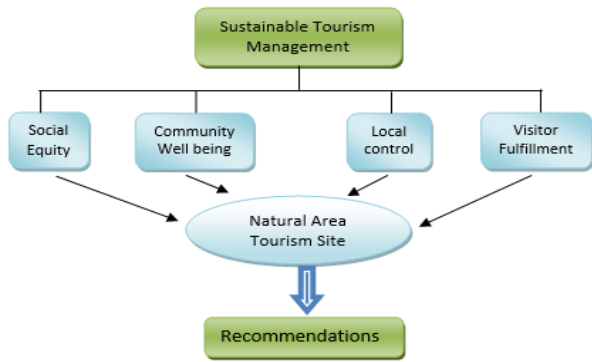 Sustainable Tourism
Management
Social
Equity
Community
Well being
Local
control
Visitor
Fulfillment
Natural Area
Tourism Site
Recommendations